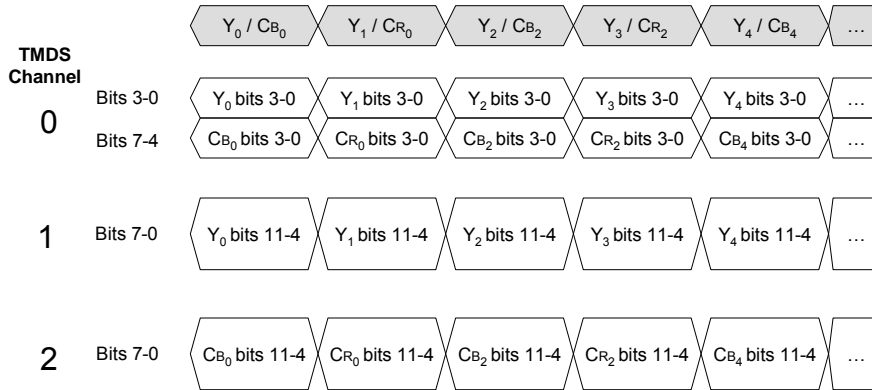 Y0 / CB0 Y1 / CR0 Y2 / CB2 Y3 / CR2 Y4 / CB4 ...
TMDS
Channel
0
Bits 3-0 Y0 bits 3-0 Y1 bits 3-0 Y2 bits 3-0 Y3 bits 3-0 Y4 bits 3-0 ...
Bits 7-4 CB0 bits 3-0 CR0 bits 3-0 CB2 bits 3-0 CR2 bits 3-0 CB4 bits 3-0 ...
1 Bits 7-0 Y0 bits 11-4 Y1 bits 11-4 Y2 bits 11-4 Y3 bits 11-4 Y4 bits 11-4 ...
2 Bits 7-0 CB0 bits 11-4 CR0 bits 11-4 CB2 bits 11-4 CR2 bits 11-4 CB4 bits 11-4 ...